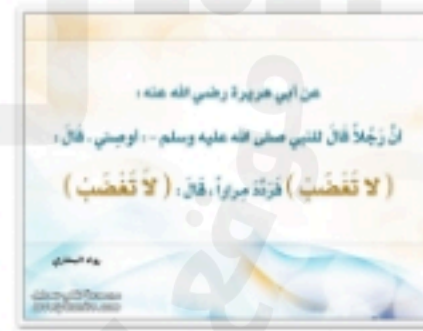 عن أبي هريرة رضي الله عنه :
أنَّ رَجُلاً قالَ للنبي صلى الله عليه وسلم - : أوصِني . قالَ :
( لا تَغضَبْ ) فَرَدَّدَ مِراراً ، قالَ : ( لاَ تَغْضَبْ )
رواه البخاري